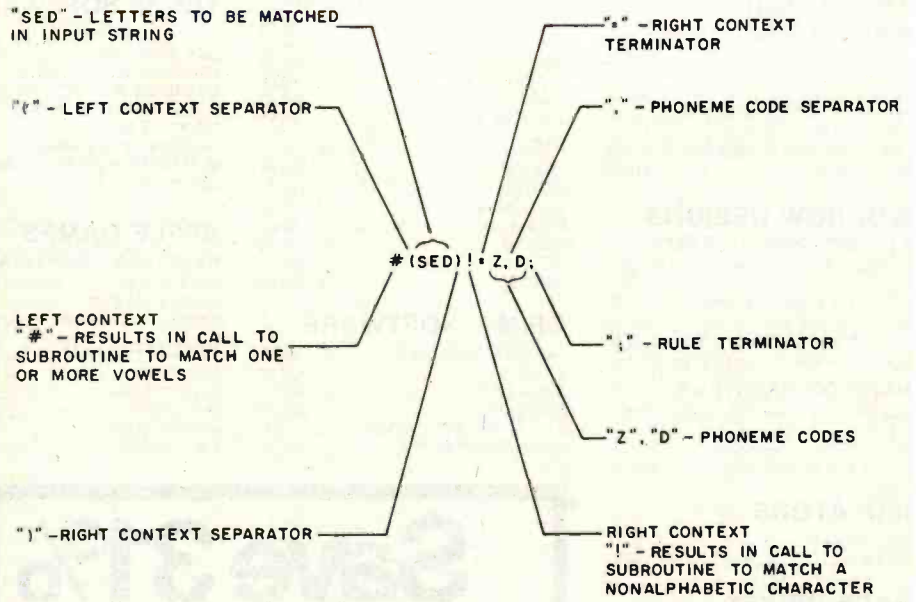 "SED" – LETTERS TO BE MATCHED
IN INPUT STRING
"=" – RIGHT CONTEXT
TERMINATOR
"(" – LEFT CONTEXT SEPARATOR
"," – PHONEME CODE SEPARATOR
#(SED)!=Z,D;
LEFT CONTEXT
"#" – RESULTS IN CALL TO
SUBROUTINE TO MATCH ONE
OR MORE VOWELS
";" – RULE TERMINATOR
"Z", "D" – PHONEME CODES
")" – RIGHT CONTEXT SEPARATOR
RIGHT CONTEXT
"!" – RESULTS IN CALL TO
SUBROUTINE TO MATCH A
NONALPHABETIC CHARACTER